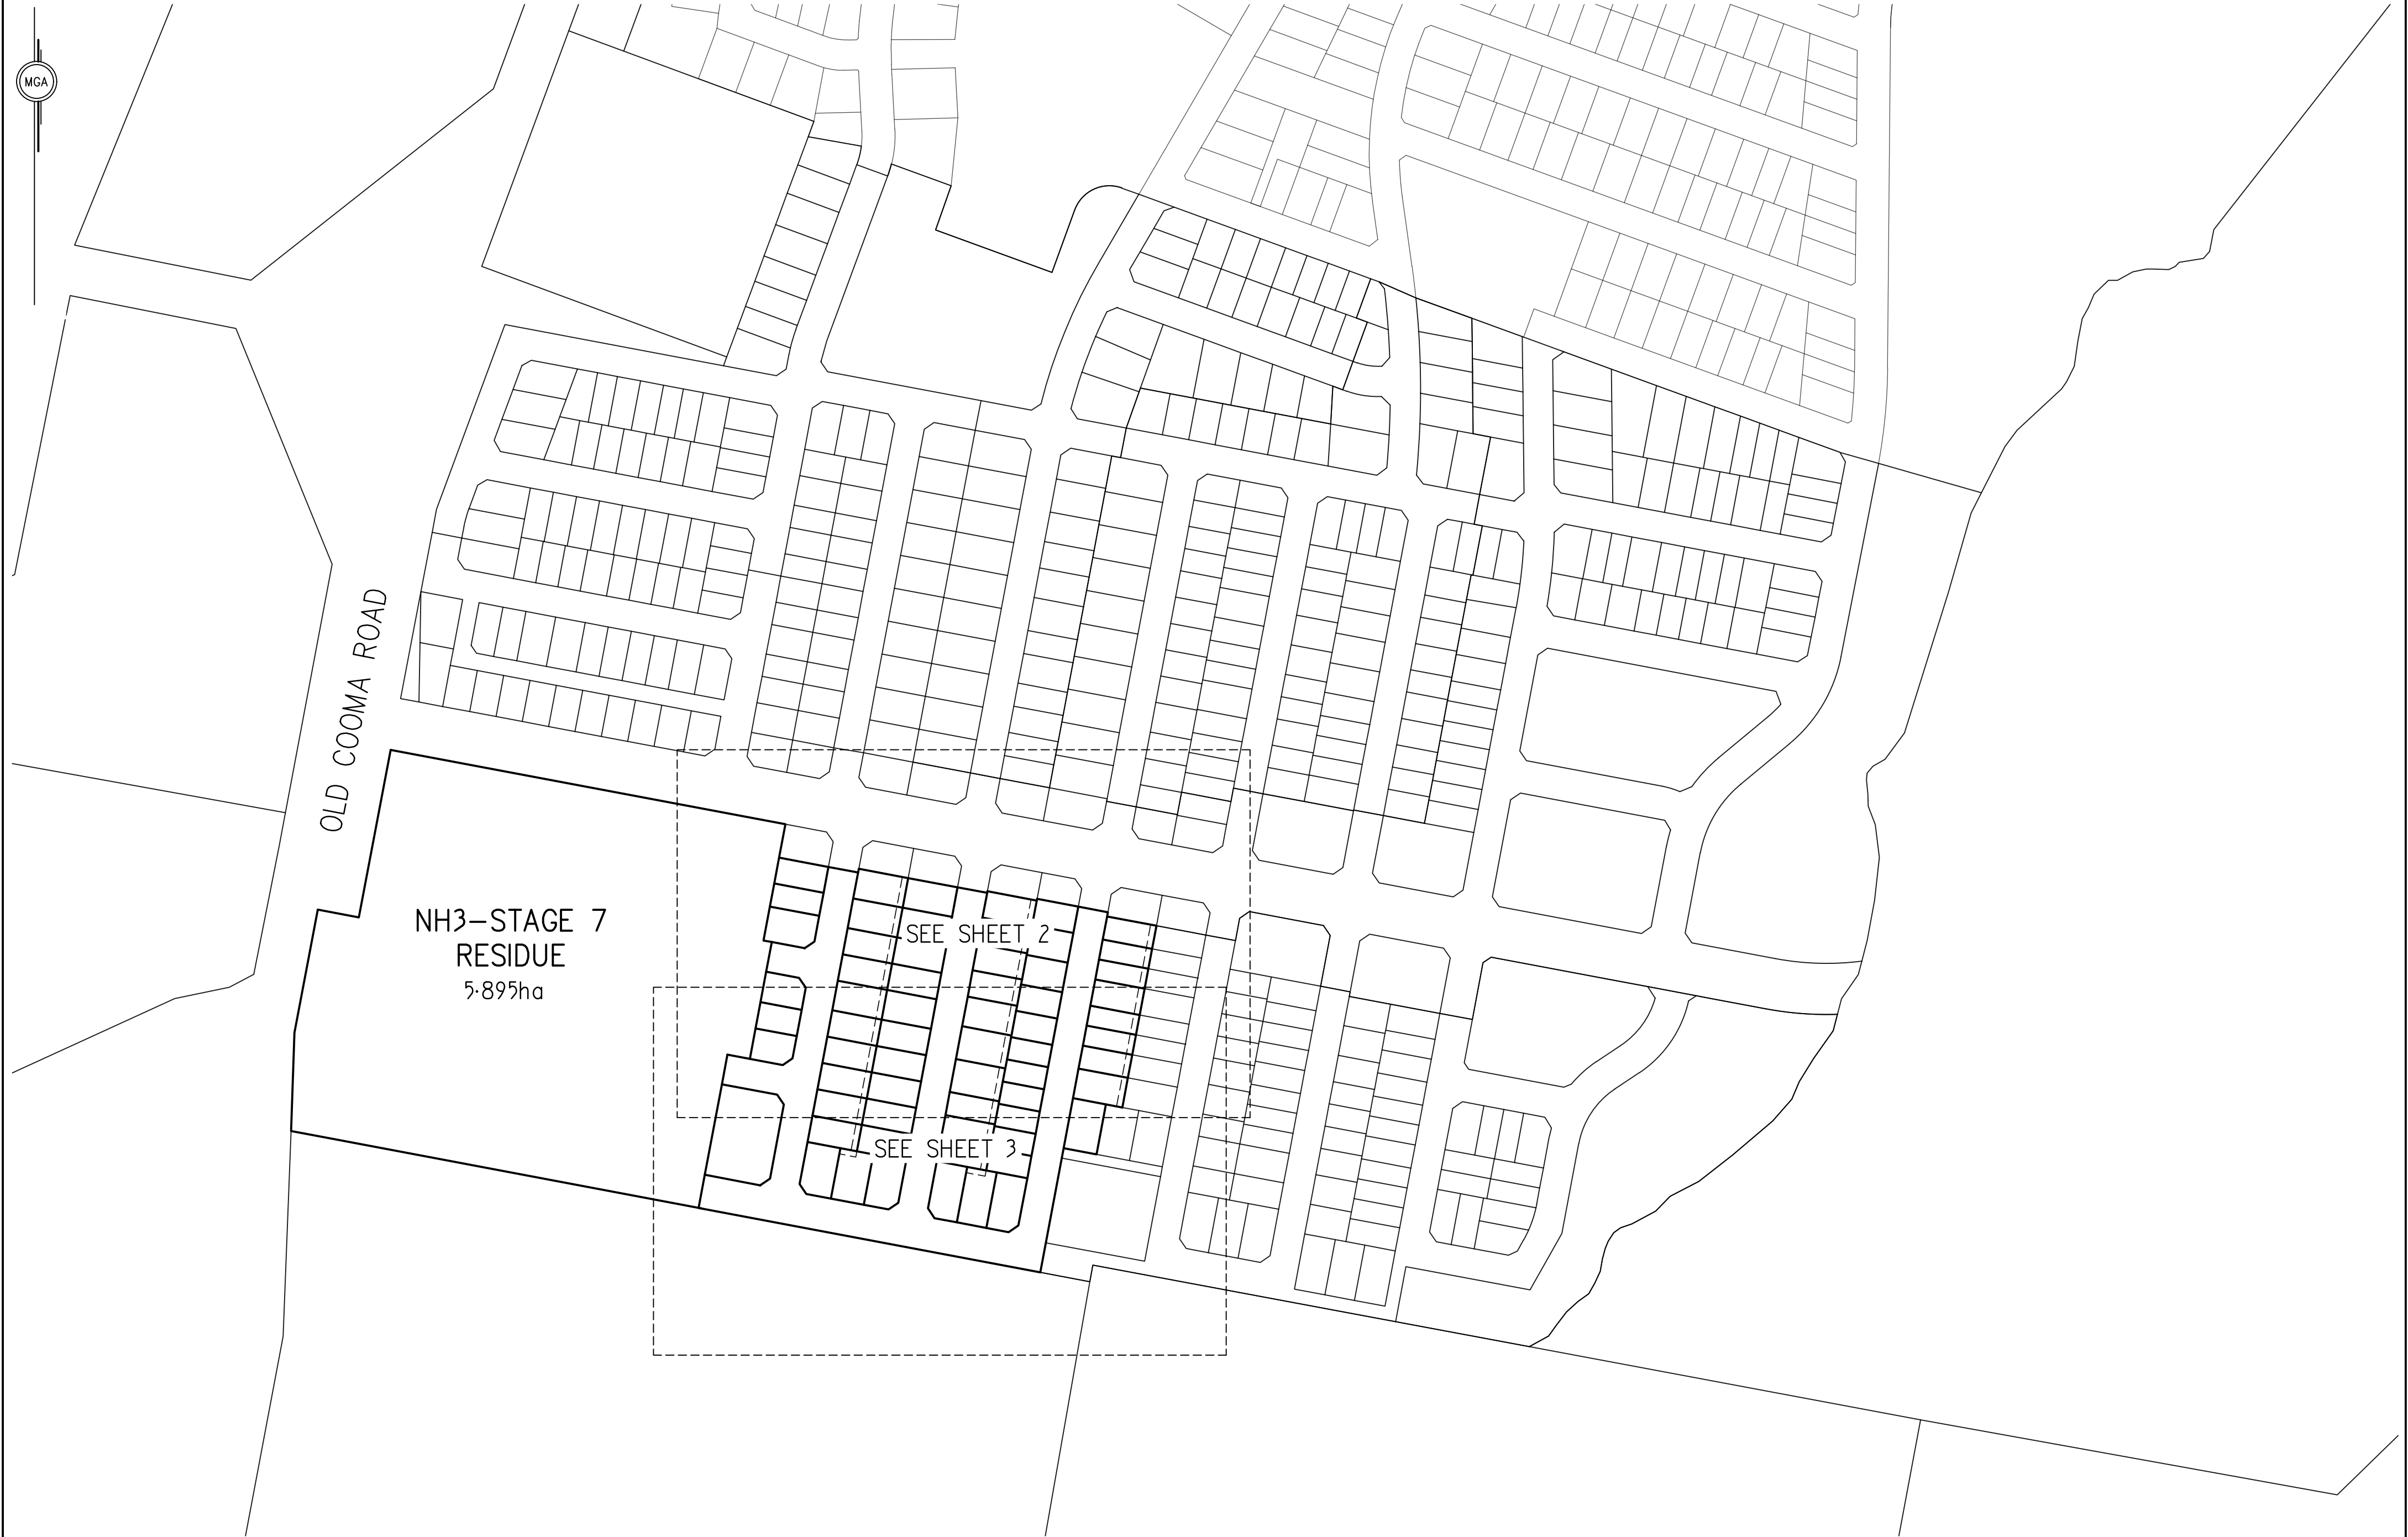 MGA
OLD COOMA ROAD
NH3-STAGE 7
RESIDUE
5·895ha
SEE SHEET 2
SEE SHEET 3